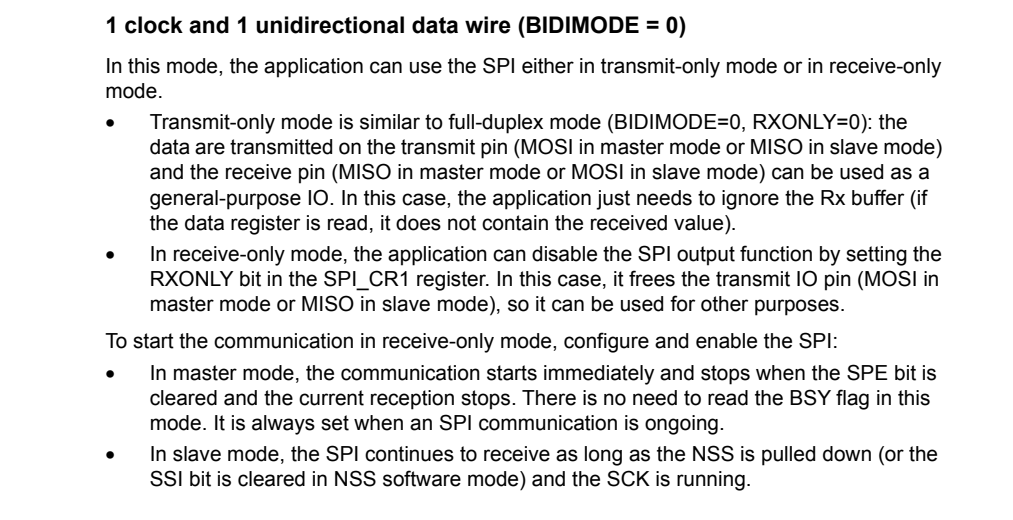 1 clock and 1 unidirectional data wire (BIDIMODE = 0)
In this mode, the application can use the SPI either in transmit-only mode or in receive-only
mode.
• Transmit-only mode is similar to full-duplex mode (BIDIMODE=0, RXONLY=0): the
data are transmitted on the transmit pin (MOSI in master mode or MISO in slave mode)
and the receive pin (MISO in master mode or MOSI in slave mode) can be used as a
general-purpose IO. In this case, the application just needs to ignore the Rx buffer (if
the data register is read, it does not contain the received value).
• In receive-only mode, the application can disable the SPI output function by setting the
RXONLY bit in the SPI_CR1 register. In this case, it frees the transmit IO pin (MOSI in
master mode or MISO in slave mode), so it can be used for other purposes.
To start the communication in receive-only mode, configure and enable the SPI:
• In master mode, the communication starts immediately and stops when the SPE bit is
cleared and the current reception stops. There is no need to read the BSY flag in this
mode. It is always set when an SPI communication is ongoing.
• In slave mode, the SPI continues to receive as long as the NSS is pulled down (or the
SSI bit is cleared in NSS software mode) and the SCK is running.